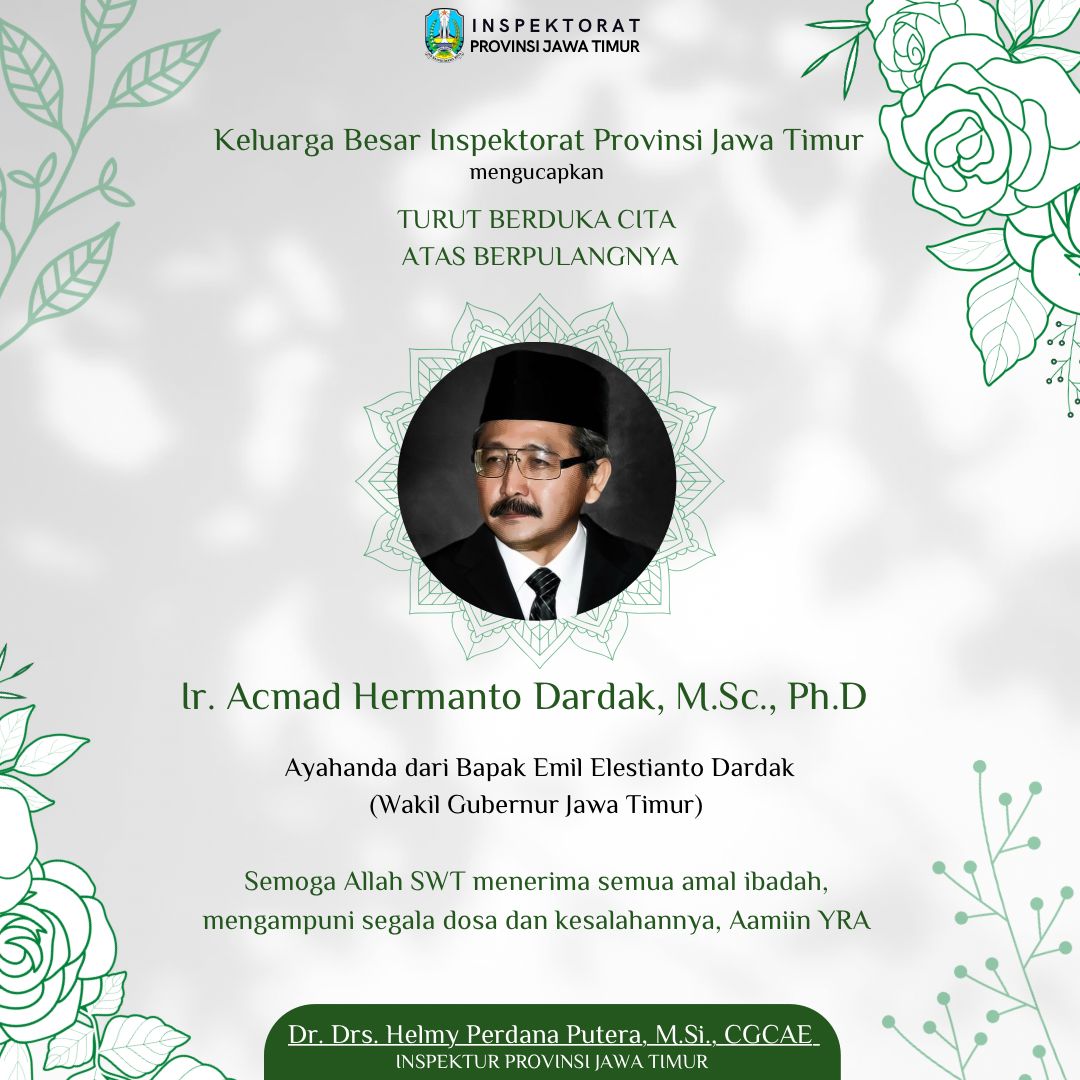 INSPEKTORAT
PROVINSI JAWA TIMUR
Keluarga Besar Inspektorat Provinsi Jawa Timur
mengucapkan
TURUT BERDUKA CITA
ATAS BERPULANGNYA
Ir. Acmad Hermanto Dardak, M.Sc., Ph.D
Ayahanda dari Bapak Emil Elestianto Dardak
(Wakil Gubernur Jawa Timur)
Semoga Allah SWT menerima semua amal ibadah,
mengampuni segala dosa dan kesalahannya, Aamiin YRA
Dr. Drs. Helmy Perdana Putera, M.Si., CGCAE
INSPEKTUR PROVINSI JAWA TIMUR